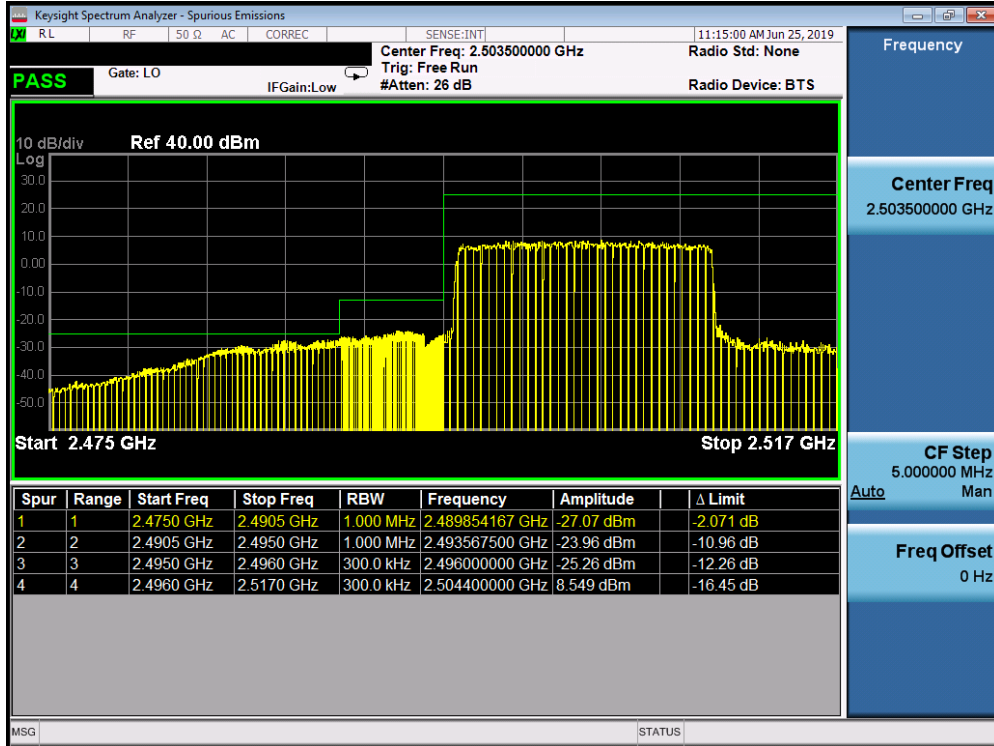 Keysight Spectrum Analyzer - Spurious Emissions
LXI RL RF 50 Ω AC CORREC SENSE:INT 11:15:00 AM Jun 25, 2019
Center Freq: 2.503500000 GHz Radio Std: None
PASS Gate: LO Trig: Free Run
IFGain:Low #Atten: 26 dB Radio Device: BTS
Frequency
10 dB/div Ref 40.00 dBm
Log
30.0
20.0
10.0
0.00
-10.0
-20.0
-30.0
-40.0
-50.0
Start 2.475 GHz Stop 2.517 GHz
Center Freq
2.503500000 GHz
CF Step
5.000000 MHz
Auto Man
Freq Offset
0 Hz
Spur Range Start Freq Stop Freq RBW Frequency Amplitude Δ Limit
1 1 2.4750 GHz 2.4905 GHz 1.000 MHz 2.489854167 GHz -27.07 dBm -2.071 dB
2 2 2.4905 GHz 2.4950 GHz 1.000 MHz 2.493567500 GHz -23.96 dBm -10.96 dB
3 3 2.4950 GHz 2.4960 GHz 300.0 kHz 2.496000000 GHz -25.26 dBm -12.26 dB
4 4 2.4960 GHz 2.5170 GHz 300.0 kHz 2.504400000 GHz 8.549 dBm -16.45 dB
MSG STATUS